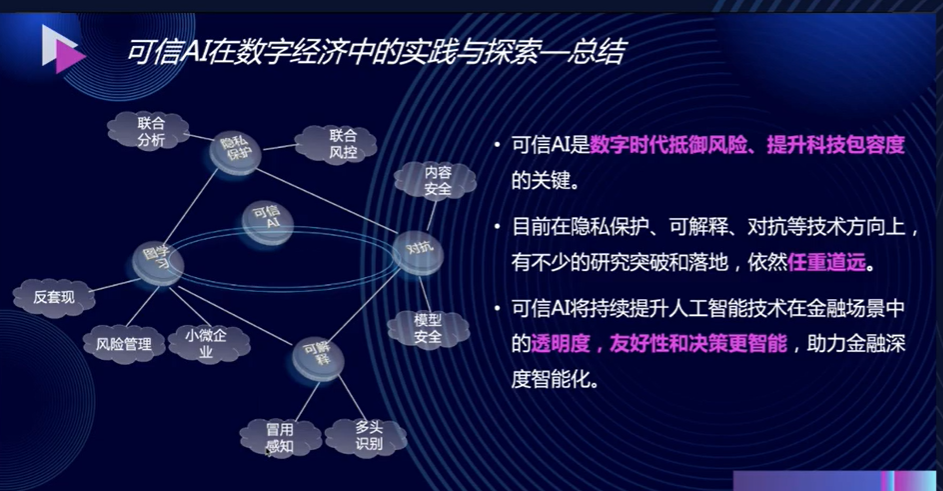 可信AI在数字经济中的实践与探索—总结
联合
分析
隐私
保护
联合
风控
内容
安全
可信
AI
对抗
图学
习
反套现
风险管理
小微企
业
模型
安全
可解
释
冒用
感知
多头
识别
• 可信AI是数字时代抵御风险、提升科技包容度
的关键。
• 目前在隐私保护、可解释、对抗等技术方向上，
有不少的研究突破和落地，依然任重道远。
• 可信AI将持续提升人工智能技术在金融场景中
的透明度，友好性和决策更智能，助力金融深
度智能化。